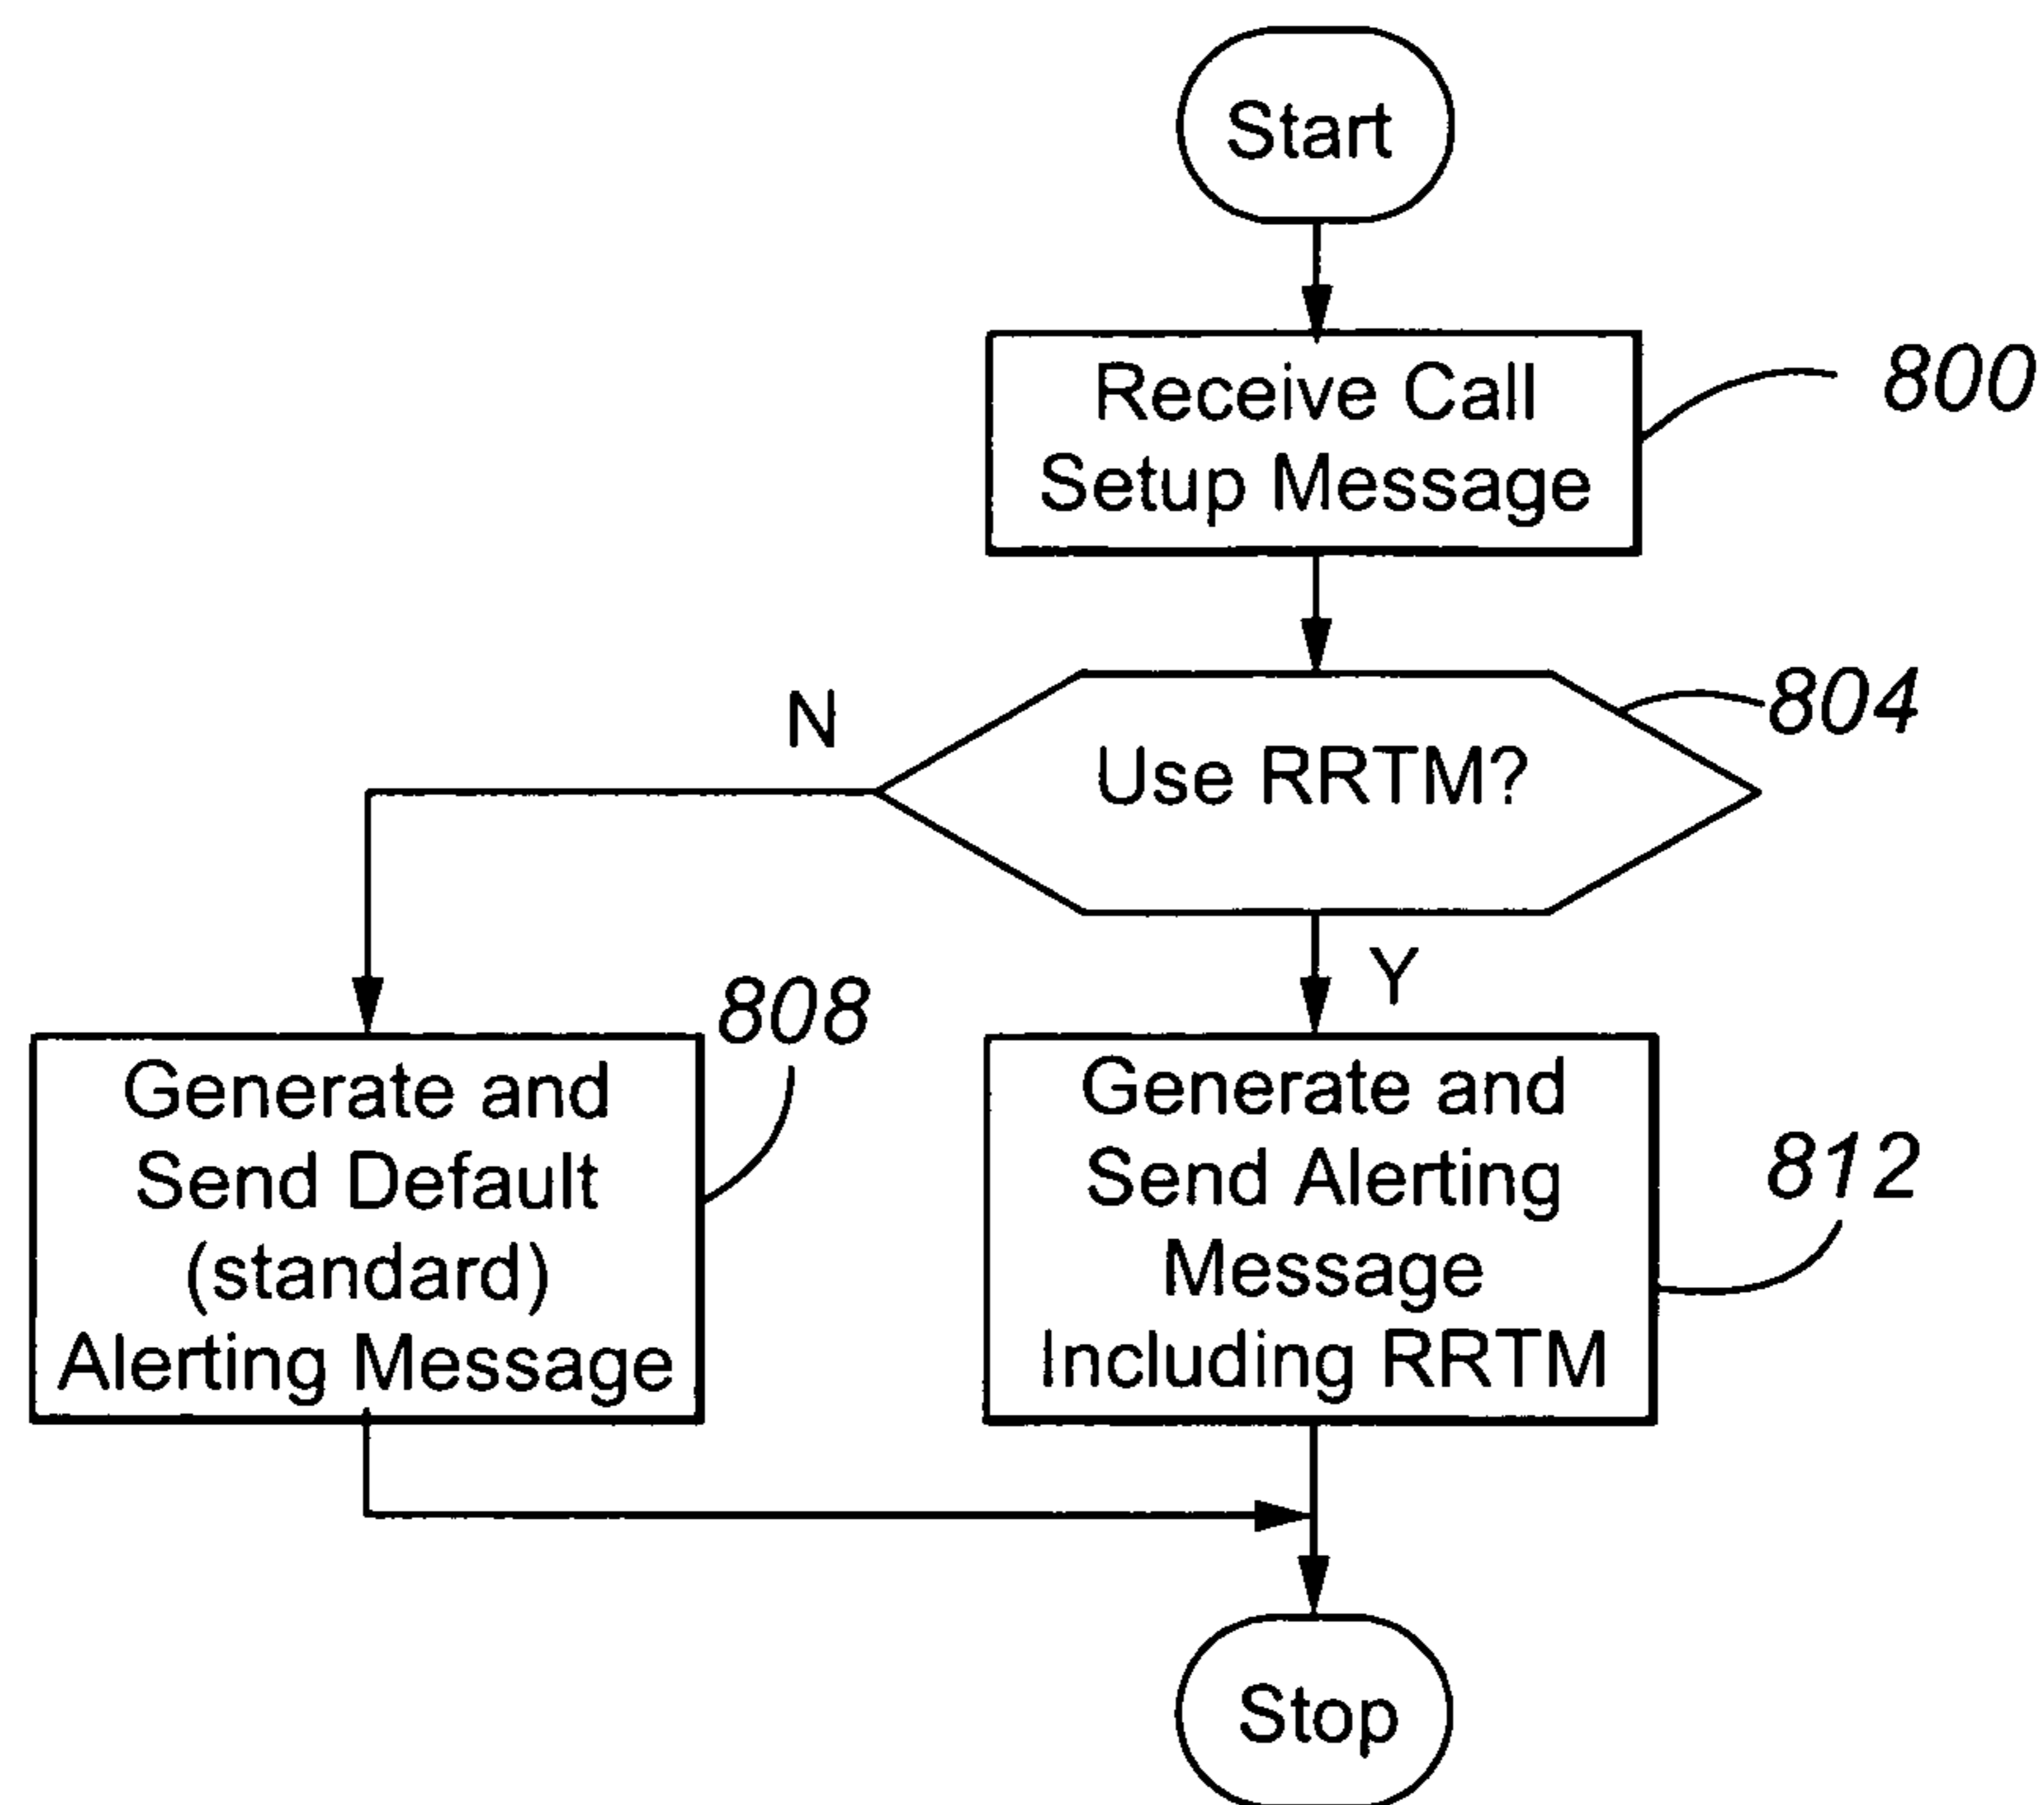 Start
Receive Call
Setup Message
800
Use RRTM?
804
N
Y
Generate and
Send Default
(standard)
Alerting Message
808
Generate and
Send Alerting
Message
Including RRTM
812
Stop